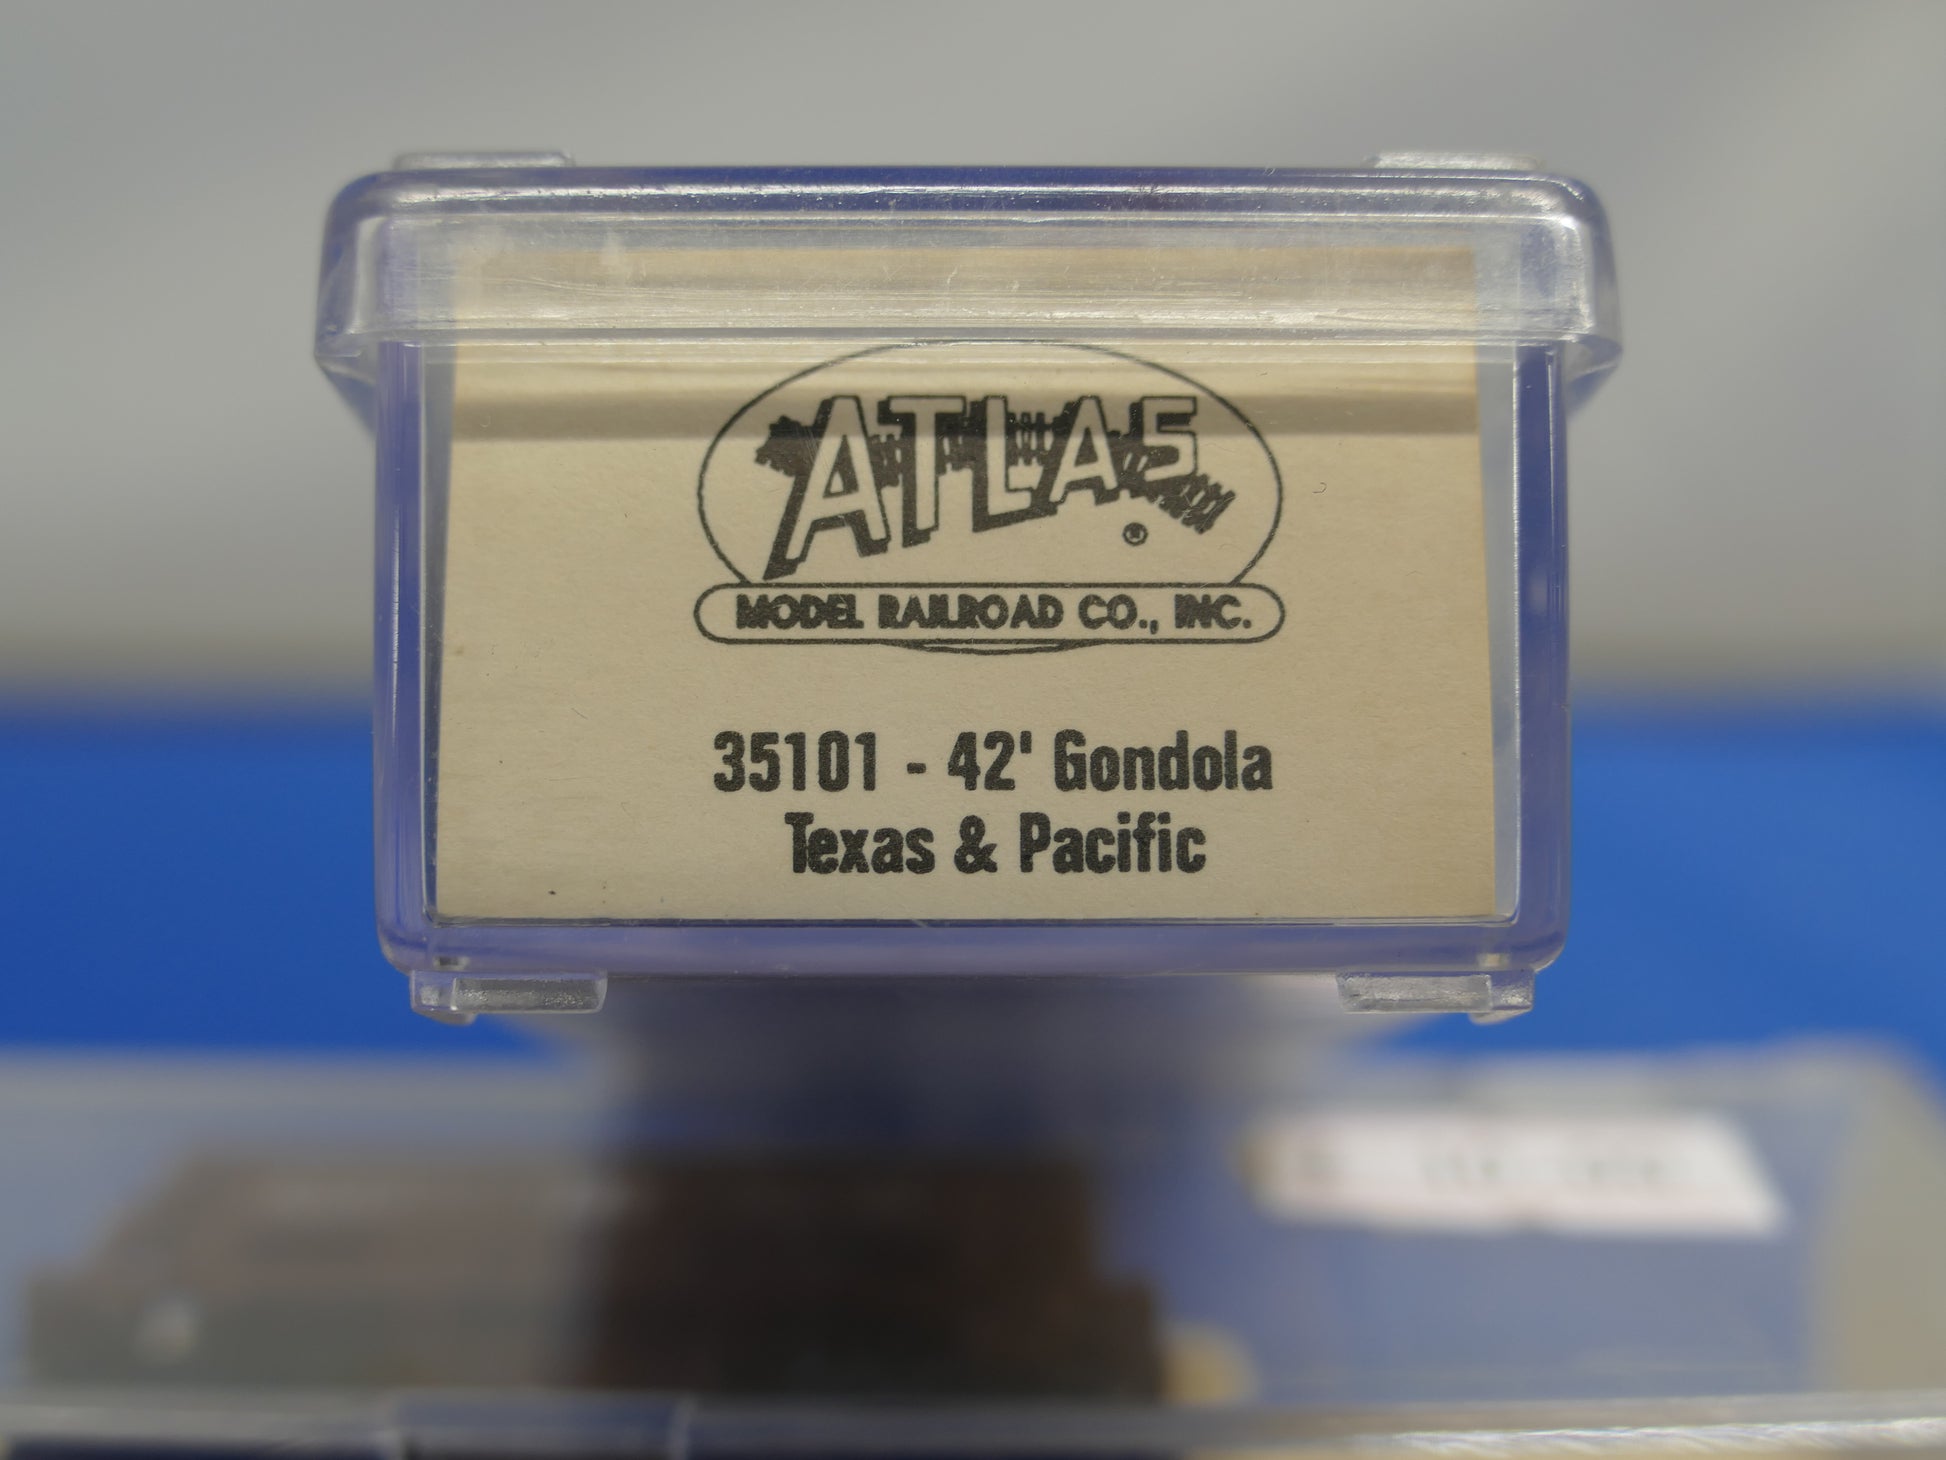 ATLAS
®
MODEL RAILROAD CO., INC.
35101 - 42' Gondola
Texas & Pacific